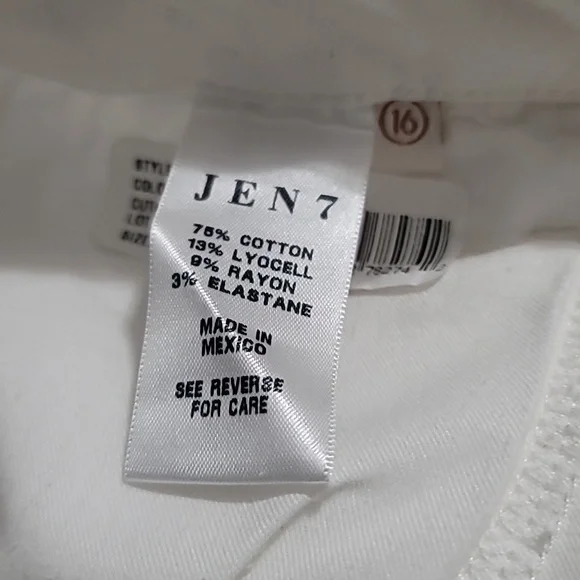 16
JEN7
75% COTTON
13% LYOCELL
9% RAYON
3% ELASTANE
MADE IN
MEXICO
SEE REVERSE
FOR CARE